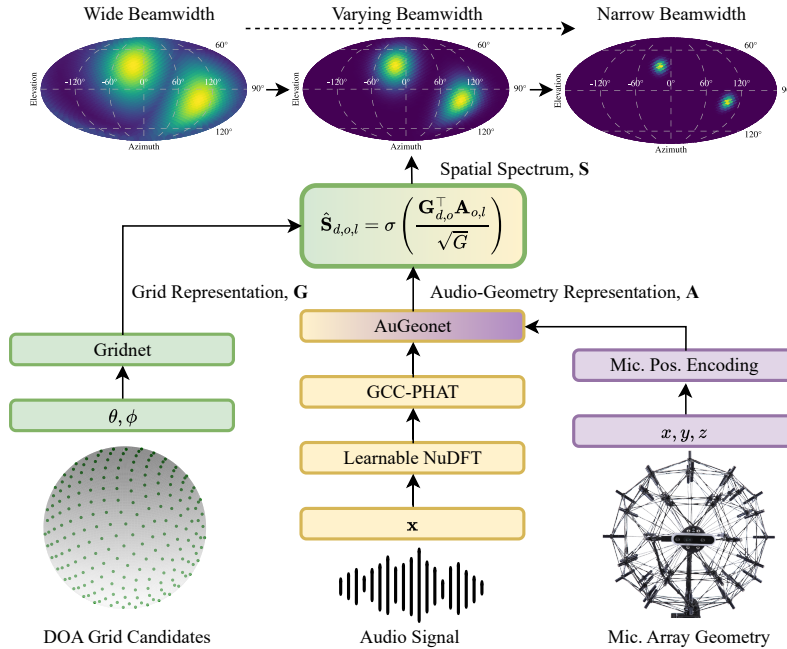 Wide Beamwidth
Varying Beamwidth
Narrow Beamwidth
60°
-120° -60° 0° 60° 120°
90°
120°
Elevation
Azimuth
60°
-120° -60° 0° 60° 120°
90°
120°
Elevation
Azimuth
60°
-120° -60° 0° 60° 120°
90°
120°
Elevation
Azimuth
Spatial Spectrum, S
Ŝ_{d,o,l} = σ ( G^⊤_{d,o} A_{o,l} / √G )
Grid Representation, G
Audio-Geometry Representation, A
Gridnet
AuGeonet
Mic. Pos. Encoding
θ, ϕ
GCC-PHAT
x, y, z
Learnable NuDFT
x
DOA Grid Candidates
Audio Signal
Mic. Array Geometry